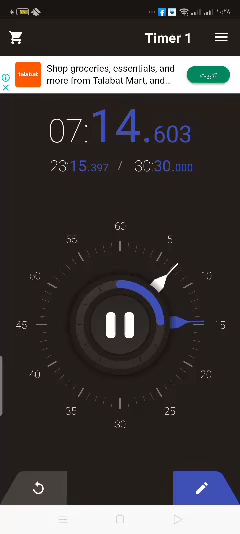 Timer 1
talabat
Shop groceries, essentials, and
more from Talabat Mart, and...
07:14.603
23:15.397 / 30:30.000
60
55
5
50
10
45
15
40
20
35
25
30